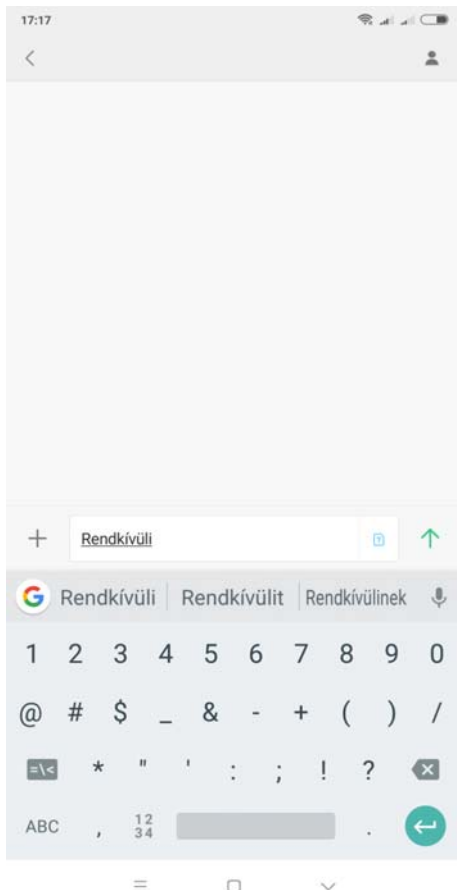 17:17
Rendkívüli
G Rendkívüli Rendkívülit Rendkívülinek
1 2 3 4 5 6 7 8 9 0
@ # $ _ & - + ( ) /
=\< * " ' : ; ! ?
ABC , 12 .
34